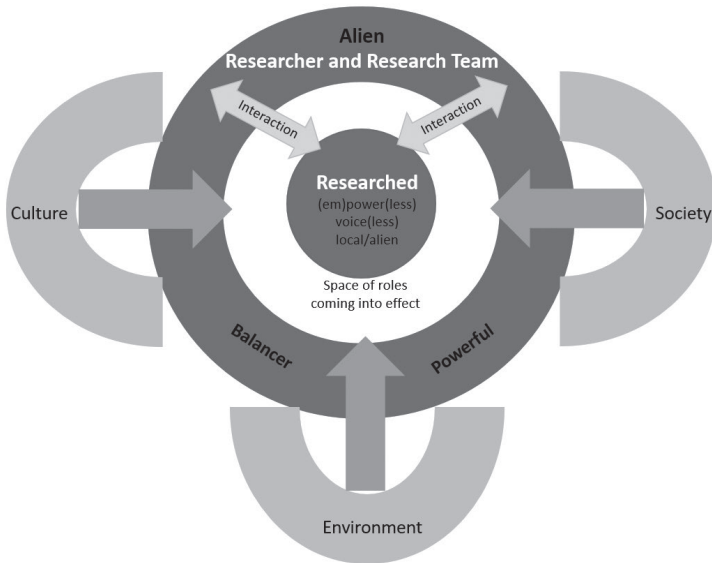 Alien
Researcher and Research Team
Interaction
Interaction
Researched
(em)power(less)
voice(less)
local/alien
Culture
Society
Space of roles
coming into effect
Balancer
Powerful
Environment